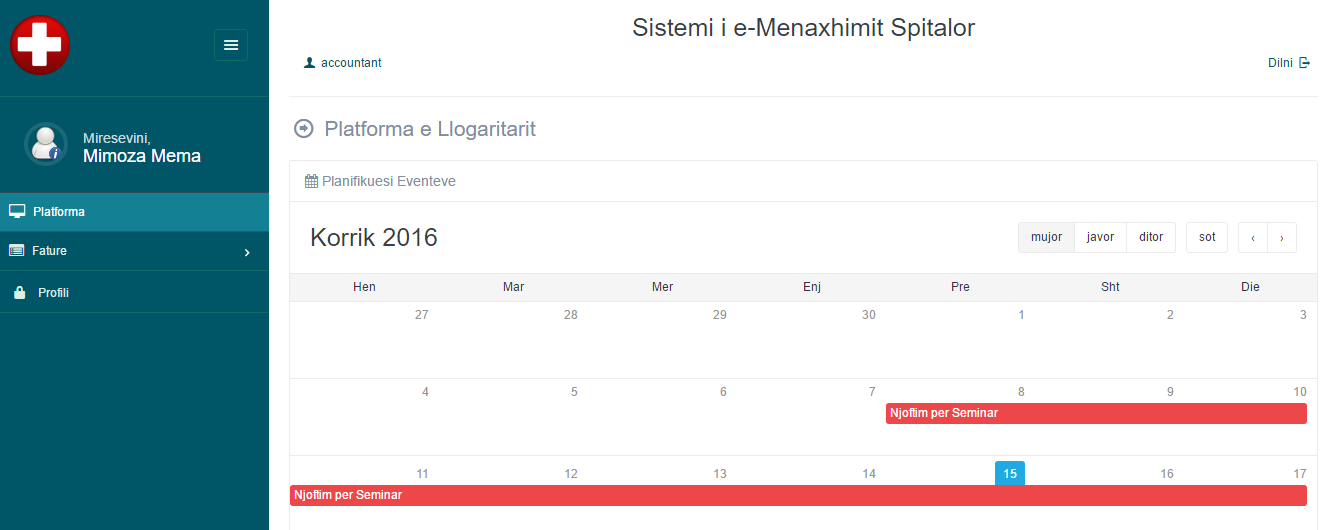 Sistemi i e-Menaxhimit Spitalor
accountant
Dilni
Miresevini,
Mimoza Mema
Platforma
Fature
Profili
Platforma e Llogaritarit
Planifikuesi Eventeve
Korrik 2016
mujor javor ditor sot ‹ ›
Hen Mar Mer Enj Pre Sht Die
27 28 29 30 1 2 3
4 5 6 7 8 9 10
Njoftim per Seminar
11 12 13 14 15 16 17
Njoftim per Seminar